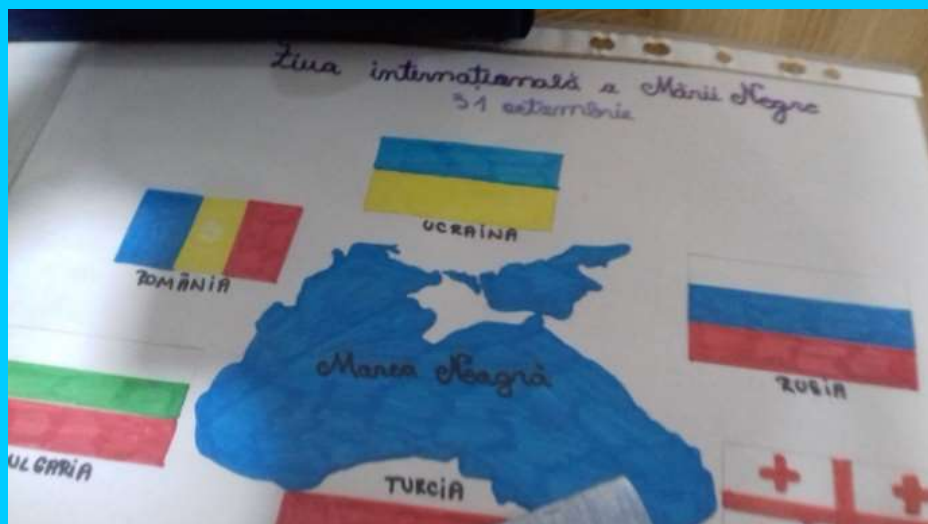 Ziua internațională a Mării Negre
31 octombrie
UCRAINA
ROMÂNIA
Marea Neagră
RUSIA
ULGARIA
TURCIA